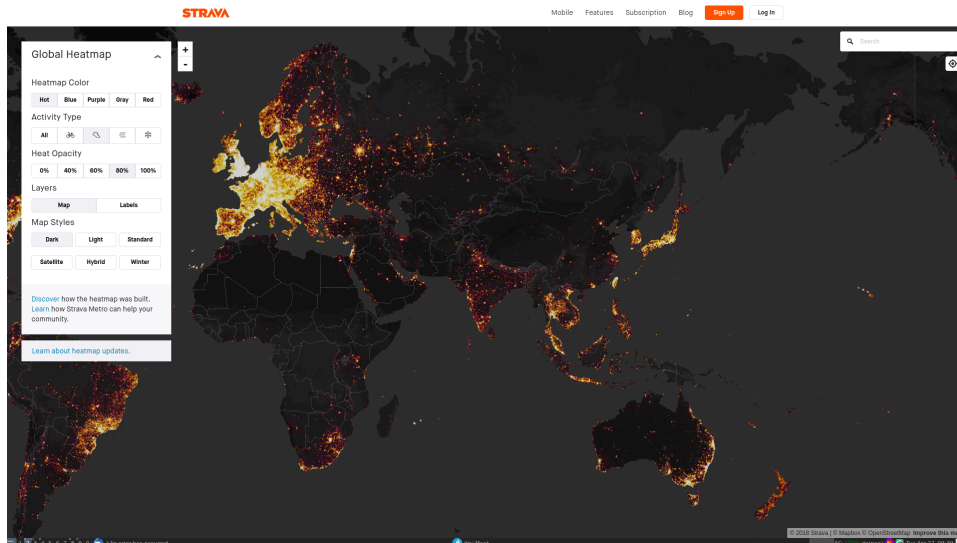 STRAVA
Mobile Features Subscription Blog Sign Up Log In
Global Heatmap
+
-
Search
Heatmap Color
Hot Blue Purple Gray Red
Activity Type
All
Heat Opacity
0% 40% 60% 80% 100%
Layers
Map Labels
Map Styles
Dark Light Standard
Satellite Hybrid Winter
Discover how the heatmap was built.
Learn how Strava Metro can help your
community.
Learn about heatmap updates.
© 2018 Strava | © Mapbox © OpenStreetMap Improve this m